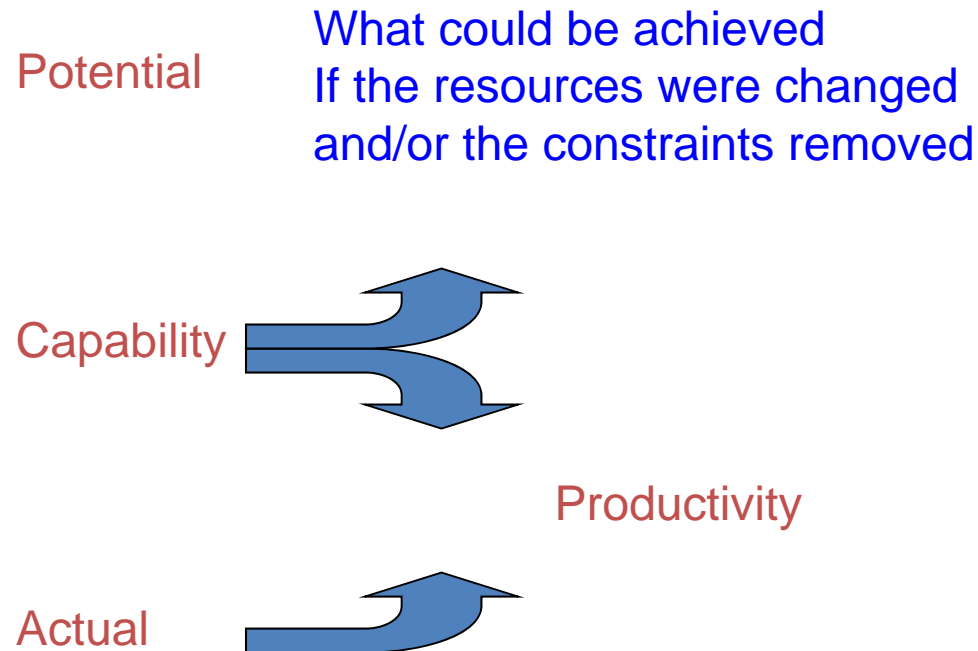 Potential
What could be achieved
If the resources were changed
and/or the constraints removed
Capability
Productivity
Actual